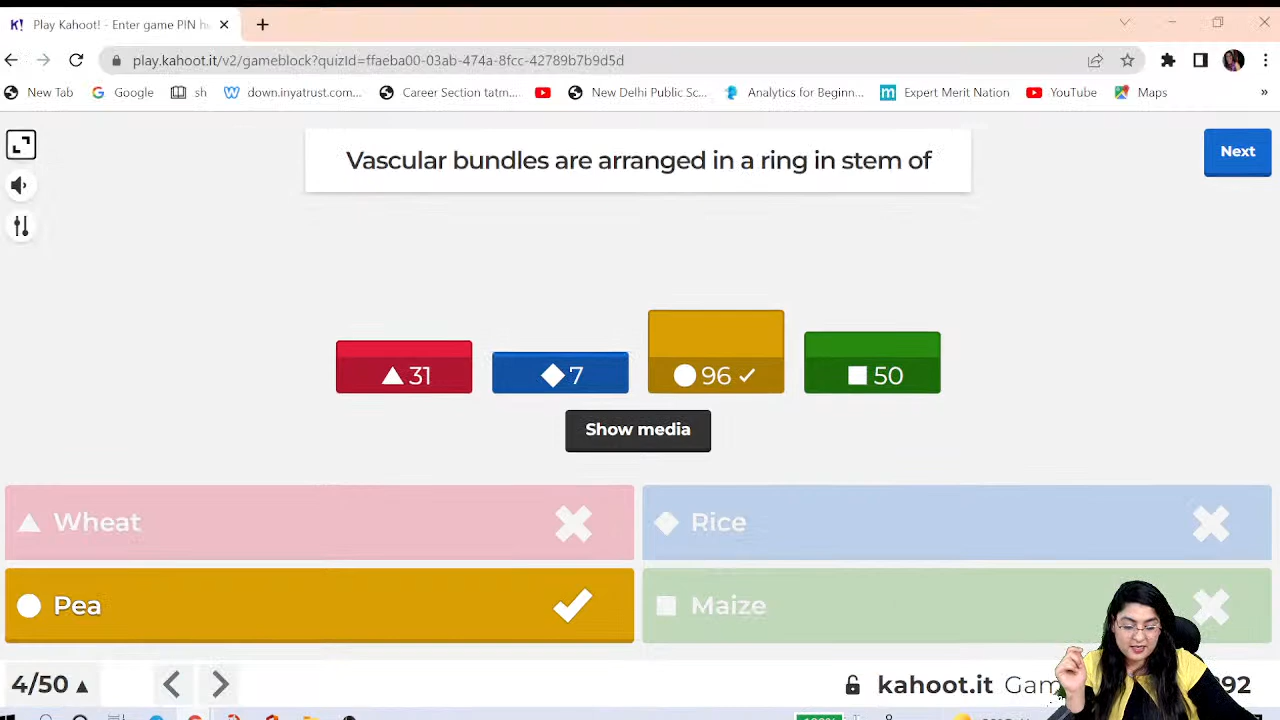 K! Play Kahoot! - Enter game PIN h
play.kahoot.it/v2/gameblock?quizId=ffaeba00-03ab-474a-3fcc-42789b7b9d5d
New Tab
Google
sh
down.inyatrust.com...
Career Section tatm...
New Delhi Public Sc...
Analytics for Beginn...
m Expert Merit Nation
YouTube
Maps
»
Vascular bundles are arranged in a ring in stem of
Next
31
7
96
50
Show media
Wheat
Rice
Pea
Maize
4/50
kahoot.it
92
100%